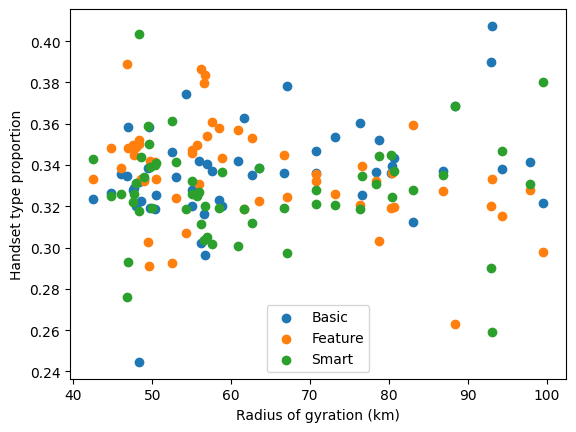 0.40
0.38
0.36
0.34
0.32
0.30
0.28
0.26
0.24
Handset type proportion
Basic
Feature
Smart
40 50 60 70 80 90 100
Radius of gyration (km)